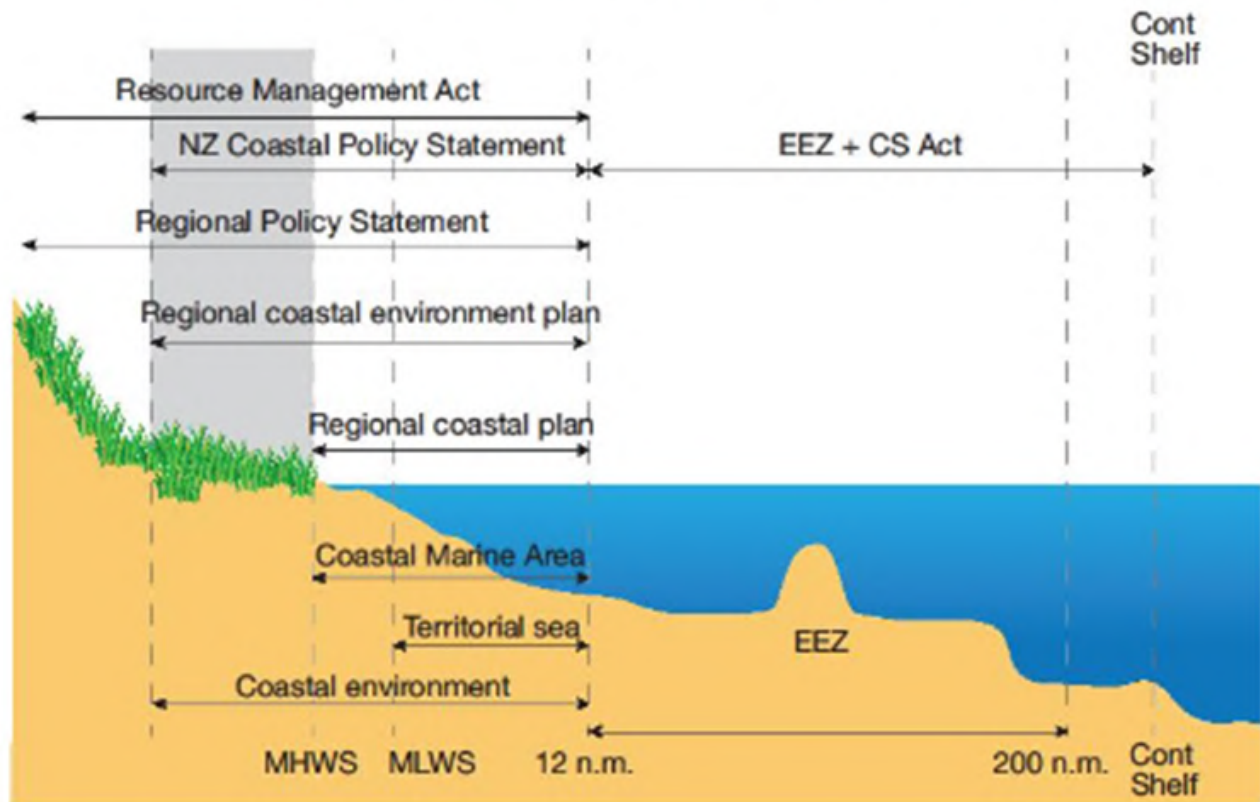 Cont
Shelf
Resource Management Act
NZ Coastal Policy Statement
EEZ + CS Act
Regional Policy Statement
Regional coastal environment plan
Regional coastal plan
Coastal Marine Area
Territorial sea
EEZ
Coastal environment
MHWS MLWS 12 n.m. 200 n.m. Cont
Shelf